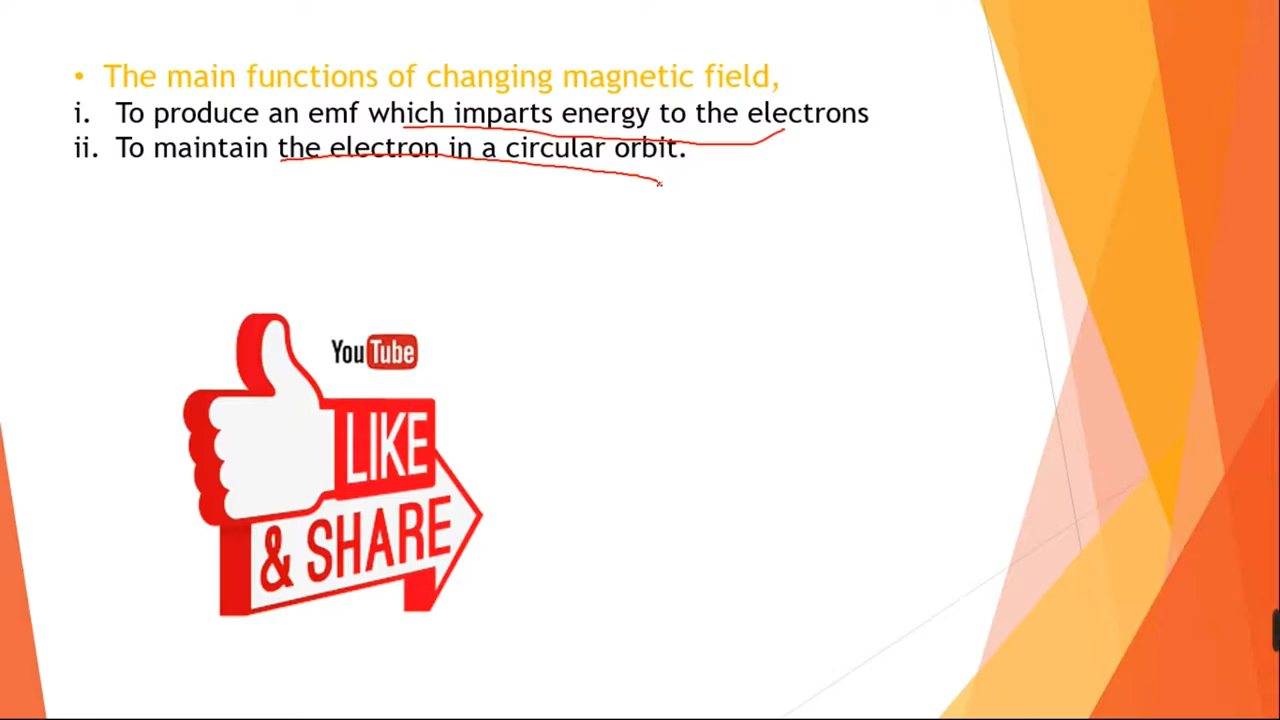 • The main functions of changing magnetic field,
i. To produce an emf which imparts energy to the electrons
ii. To maintain the electron in a circular orbit.
YouTube
LIKE
& SHARE